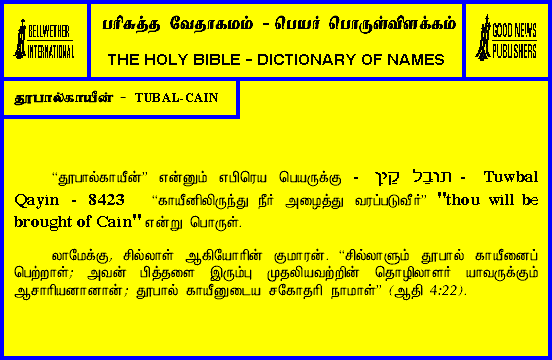 BELLWETHER
INTERNATIONAL
பரிசுத்த வேதாகமம் - பெயர் பொருள்விளக்கம்
THE HOLY BIBLE - DICTIONARY OF NAMES
GOOD NEWS
PUBLISHERS
தூபால்காயீன் - TUBAL-CAIN
“தூபால்காயீன்” என்னும் எபிரெய பெயருக்கு - תּוּבַל קַיִן - Tuwbal
Qayin - 8423 “காயீனிலிருந்து நீர் அழைத்து வரப்படுவீர்” "thou will be
brought of Cain" என்று பொருள்.
லாமேக்கு, சில்லாள் ஆகியோரின் குமாரன். “சில்லாளும் தூபால் காயீனைப்
பெற்றாள்; அவன் பித்தளை இரும்பு முதலியவற்றின் தொழிலாளர் யாவருக்கும்
ஆசாரியனானான்; தூபால் காயீனுடைய சகோதரி நாமாள்” (ஆதி 4:22).